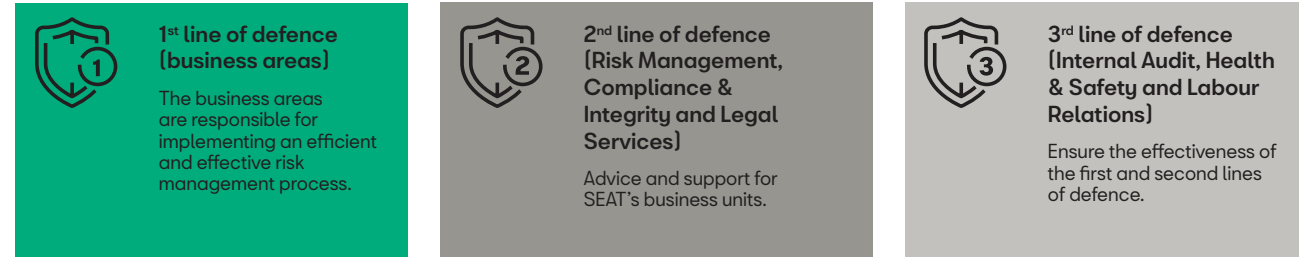 1
1st line of defence
(business areas)
The business areas
are responsible for
implementing an efficient
and effective risk
management process.
2
2nd line of defence
(Risk Management,
Compliance &
Integrity and Legal
Services)
Advice and support for
SEAT's business units.
3
3rd line of defence
(Internal Audit, Health
& Safety and Labour
Relations)
Ensure the effectiveness of
the first and second lines
of defence.